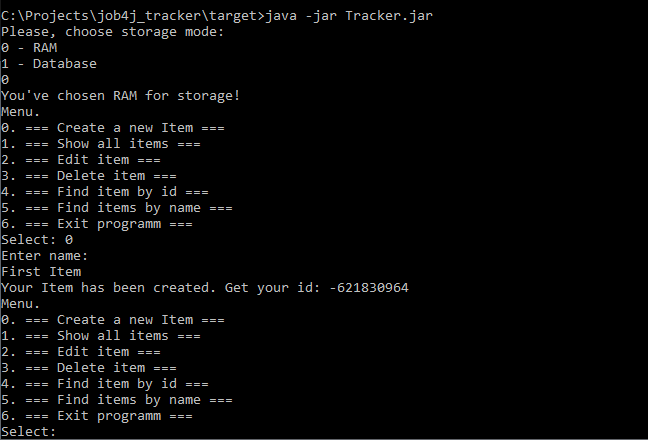 C:\Projects\job4j_tracker\target>java -jar Tracker.jar
Please, choose storage mode:
0 - RAM
1 - Database
0
You've chosen RAM for storage!
Menu.
0. === Create a new Item ===
1. === Show all items ===
2. === Edit item ===
3. === Delete item ===
4. === Find item by id ===
5. === Find items by name ===
6. === Exit programm ===
Select: 0
Enter name:
First Item
Your Item has been created. Get your id: -621830964
Menu.
0. === Create a new Item ===
1. === Show all items ===
2. === Edit item ===
3. === Delete item ===
4. === Find item by id ===
5. === Find items by name ===
6. === Exit programm ===
Select: